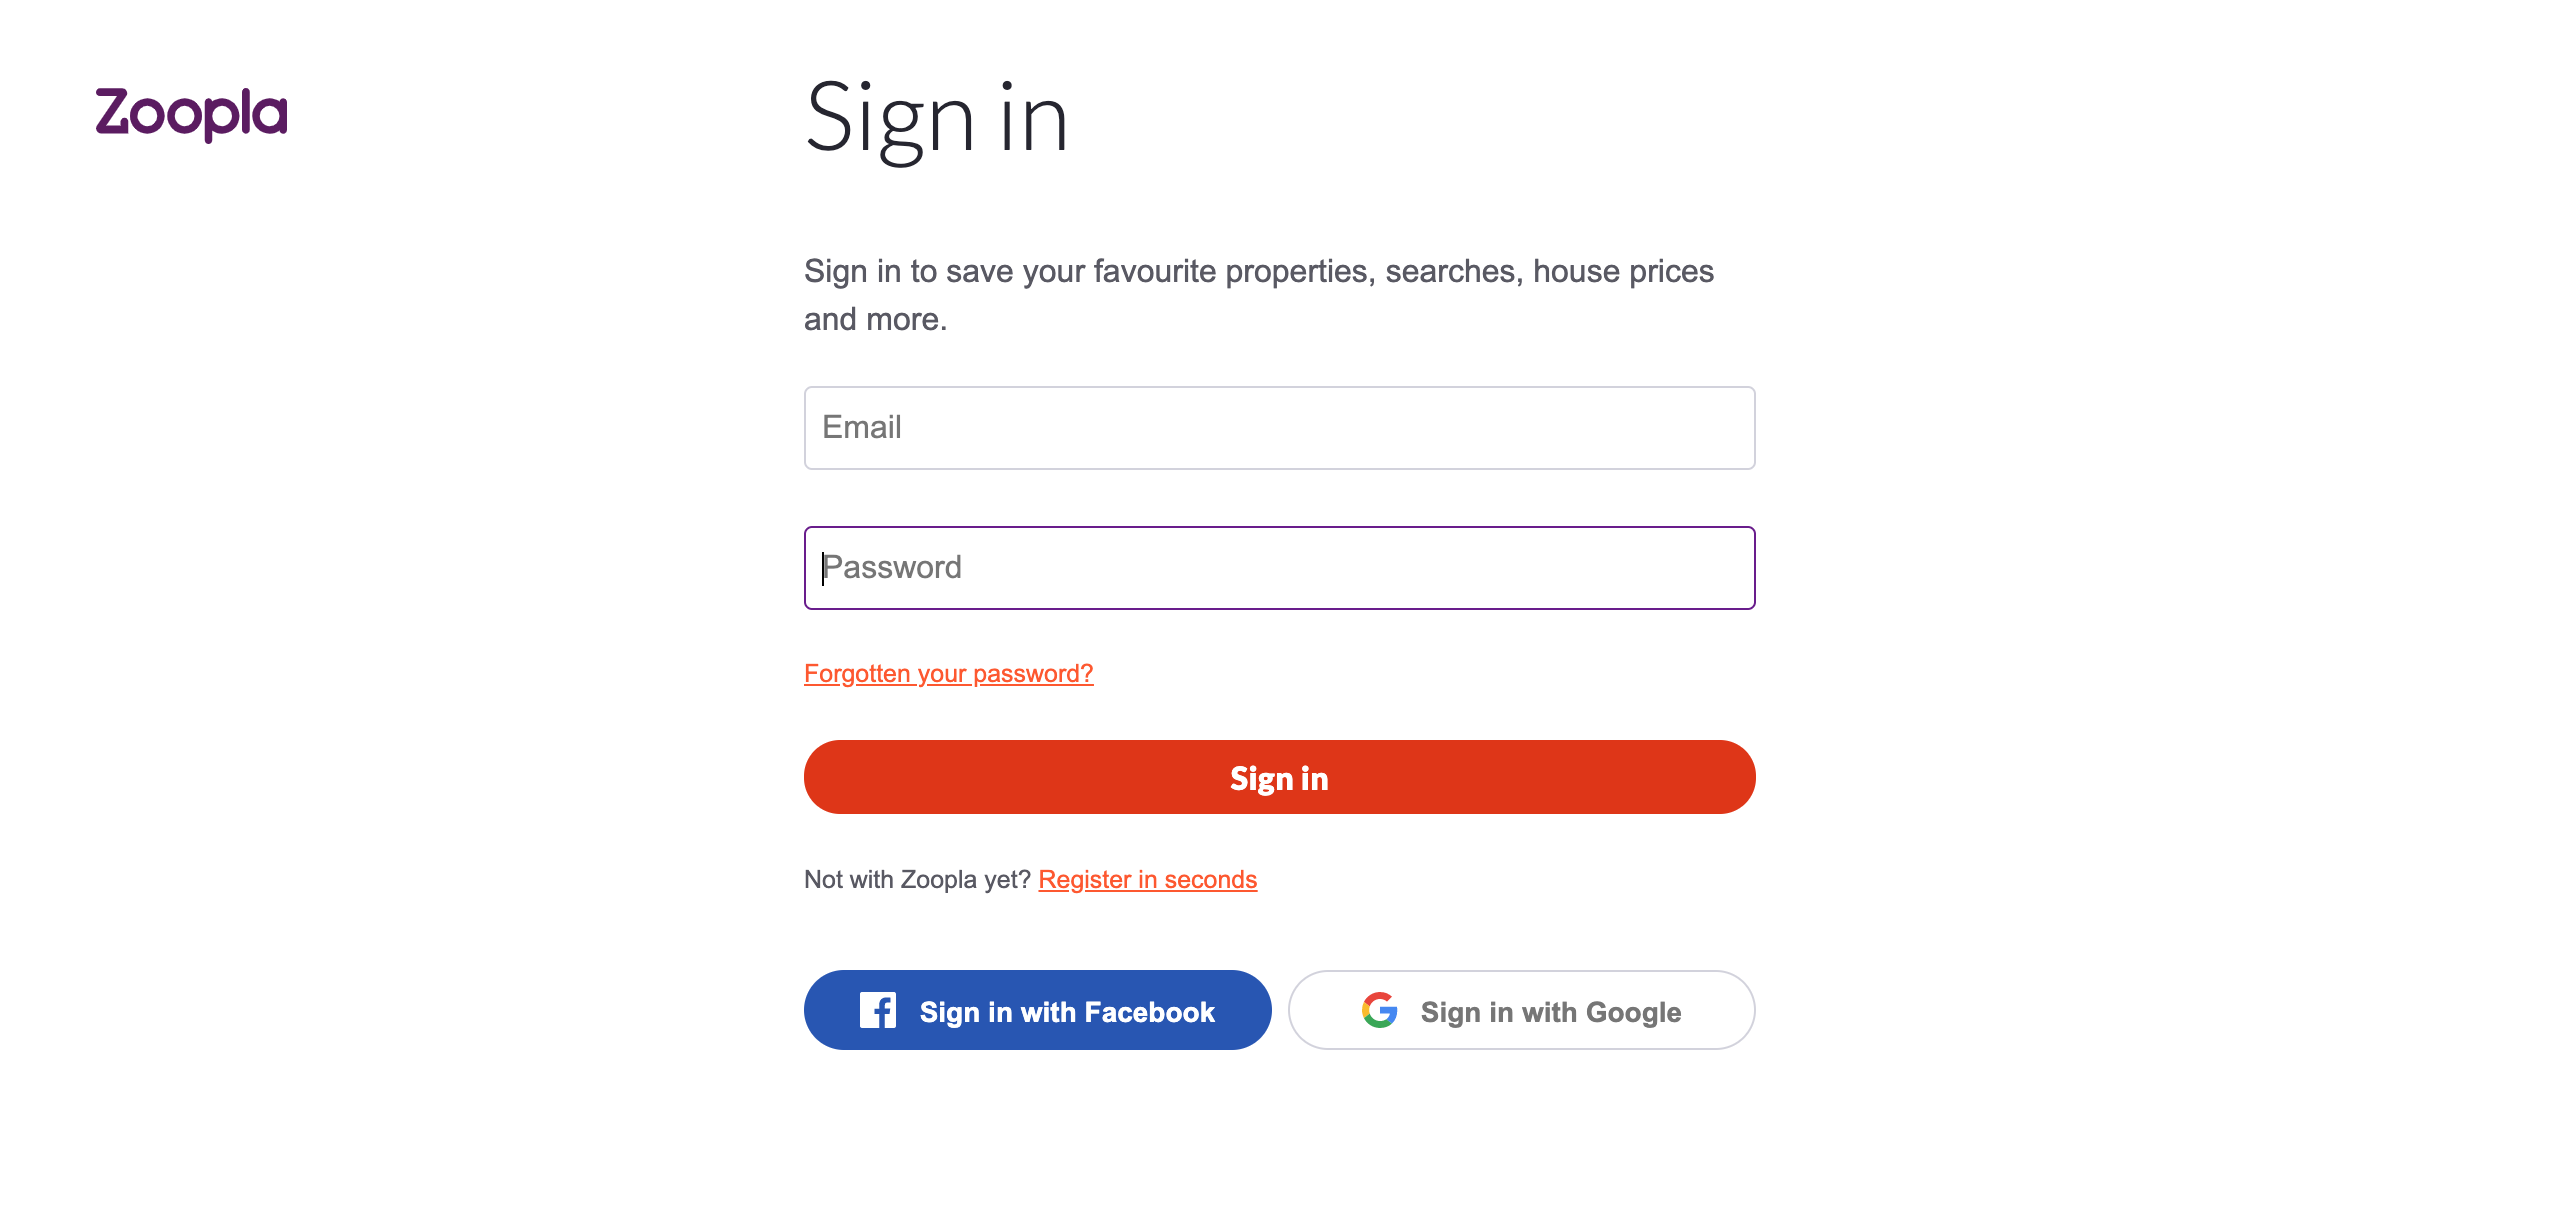 Zoopla
Sign in
Sign in to save your favourite properties, searches, house prices
and more.
Email
Password
Forgotten your password?
Sign in
Not with Zoopla yet? Register in seconds
Sign in with Facebook
Sign in with Google